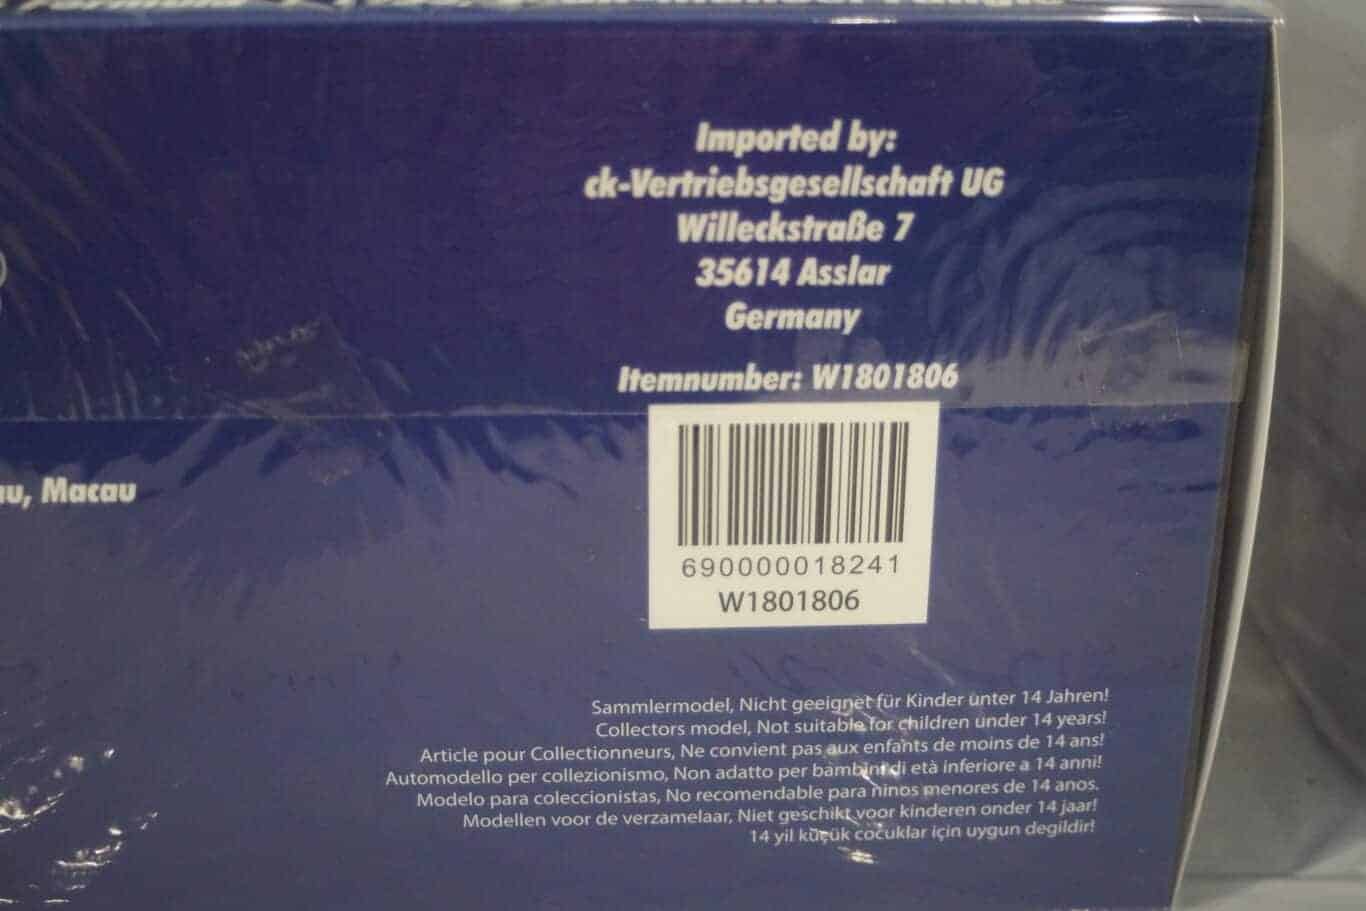 Imported by:
ck-Vertriebsgesellschaft UG
Willeckstraße 7
35614 Asslar
Germany
Itemnumber: W1801806
Macau
690000018241
W1801806
Sammlermodel, Nicht geeignet für Kinder unter 14 Jahren!
Collectors model, Not suitable for children under 14 years!
Article pour Collectionneurs, Ne convient pas aux enfants de moins de 14 ans!
Automodello per collezionismo, Non adatto per bambini di età inferiore a 14 anni!
Modelo para coleccionistas, No recomendable para ninos menores de 14 anos.
Modellen voor de verzamelaar, Niet geschikt voor kinderen onder 14 jaar!
14 yil küçük cocuklar için uygun degildir!